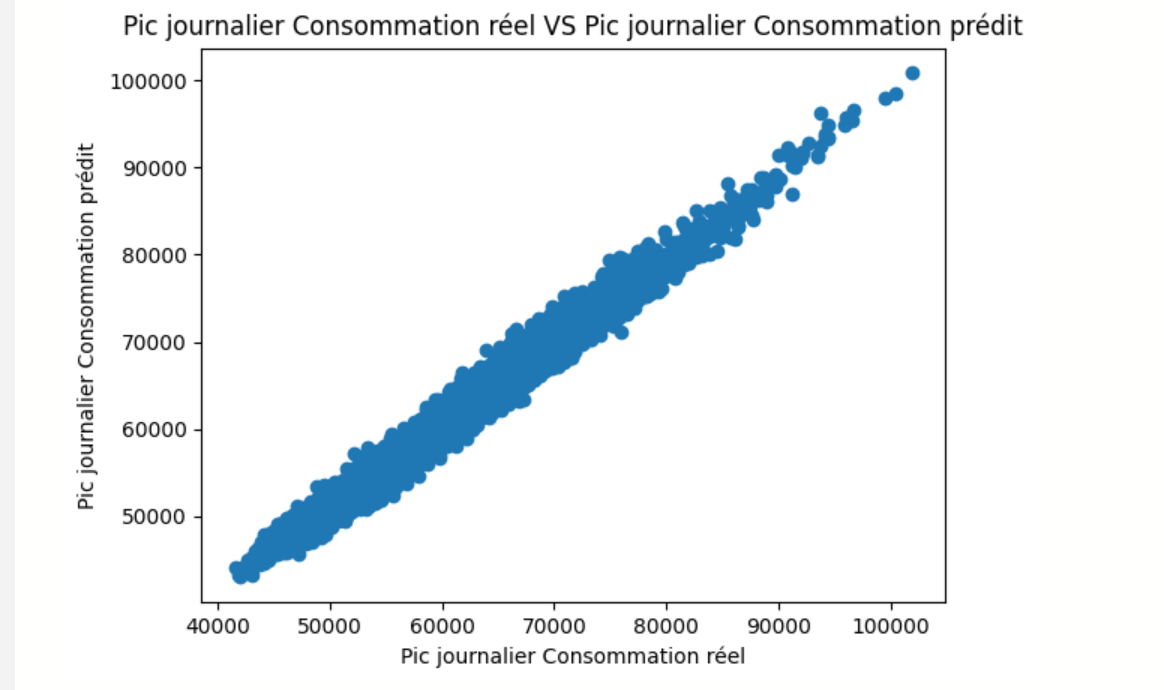 Pic journalier Consommation réel VS Pic journalier Consommation prédit
100000
90000
80000
70000
60000
50000
Pic journalier Consommation prédit
40000 50000 60000 70000 80000 90000 100000
Pic journalier Consommation réel